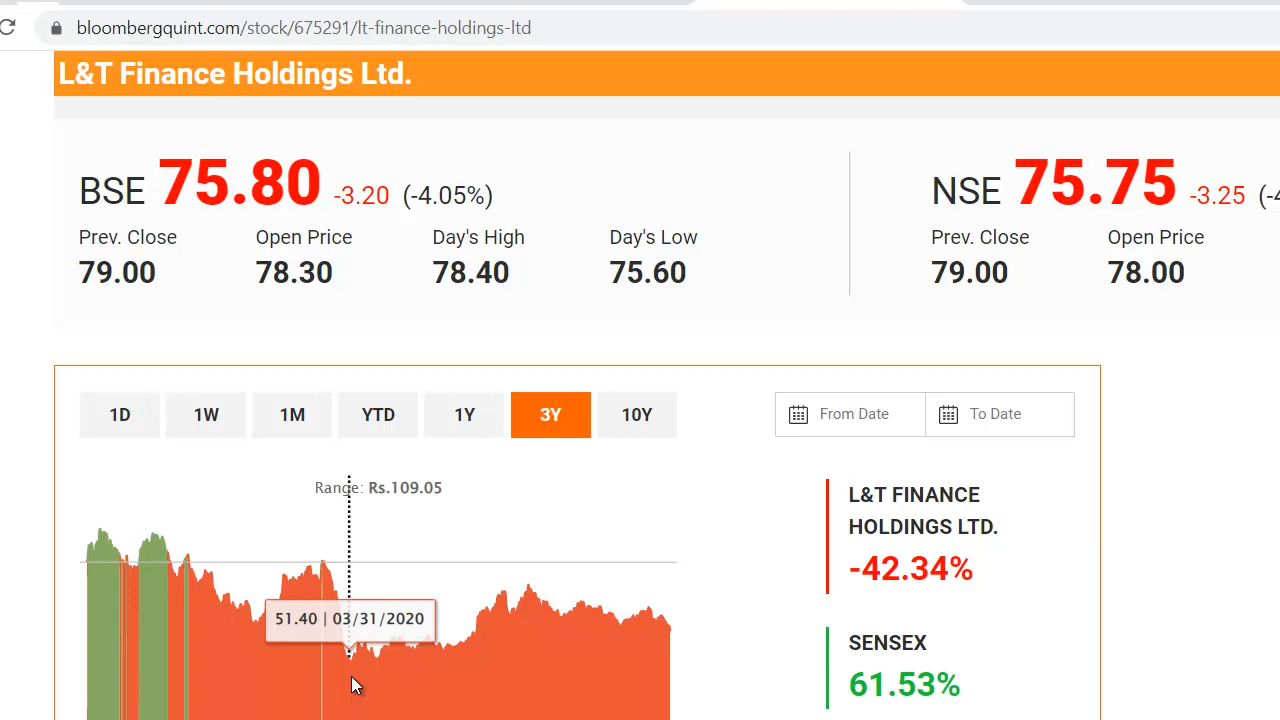 bloombergquint.com/stock/675291/lt-finance-holdings-ltd
L&T Finance Holdings Ltd.
BSE 75.80 -3.20 (-4.05%)
Prev. Close Open Price Day's High Day's Low
79.00 78.30 78.40 75.60
NSE 75.75 -3.25 (-4
Prev. Close Open Price
79.00 78.00
1D 1W 1M YTD 1Y 3Y 10Y
From Date To Date
Range: Rs.109.05
51.40 | 03/31/2020
L&T FINANCE
HOLDINGS LTD.
-42.34%
SENSEX
61.53%